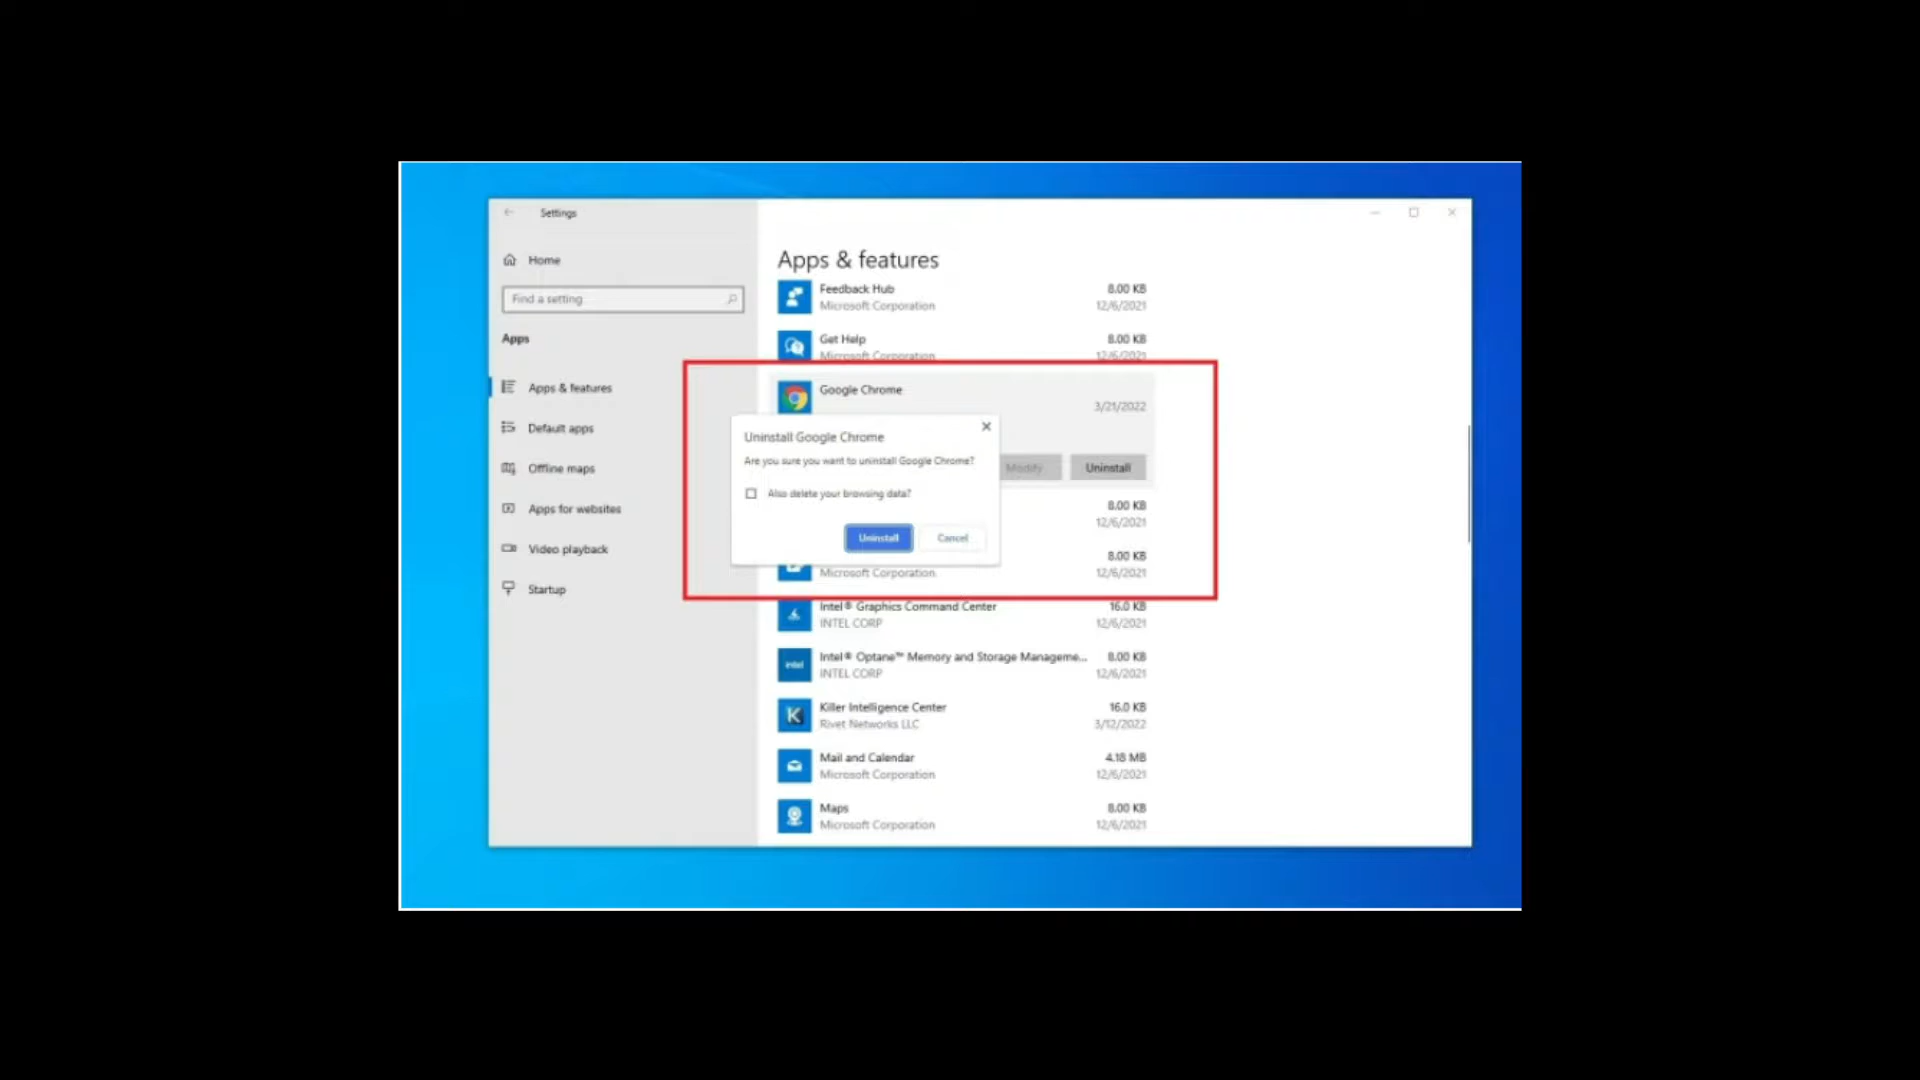 Settings
Home
Find a setting
Apps
Apps & features
Default apps
Offline maps
Apps for websites
Video playback
Startup
Apps & features
Feedback Hub 8.00 KB
Microsoft Corporation 12/6/2021
Get Help 8.00 KB
Microsoft Corporation 12/6/2021
Google Chrome
3/21/2022
Modify Uninstall
Uninstall Google Chrome
Are you sure you want to uninstall Google Chrome?
Also delete your browsing data?
Uninstall Cancel
8.00 KB
12/6/2021
8.00 KB
Microsoft Corporation 12/6/2021
Intel® Graphics Command Center 16.0 KB
INTEL CORP 12/6/2021
intel
Intel® Optane™ Memory and Storage Manageme... 8.00 KB
INTEL CORP 12/6/2021
K
Killer Intelligence Center 16.0 KB
Rivet Networks LLC 3/12/2022
Mail and Calendar 4.18 MB
Microsoft Corporation 12/6/2021
Maps 8.00 KB
Microsoft Corporation 12/6/2021